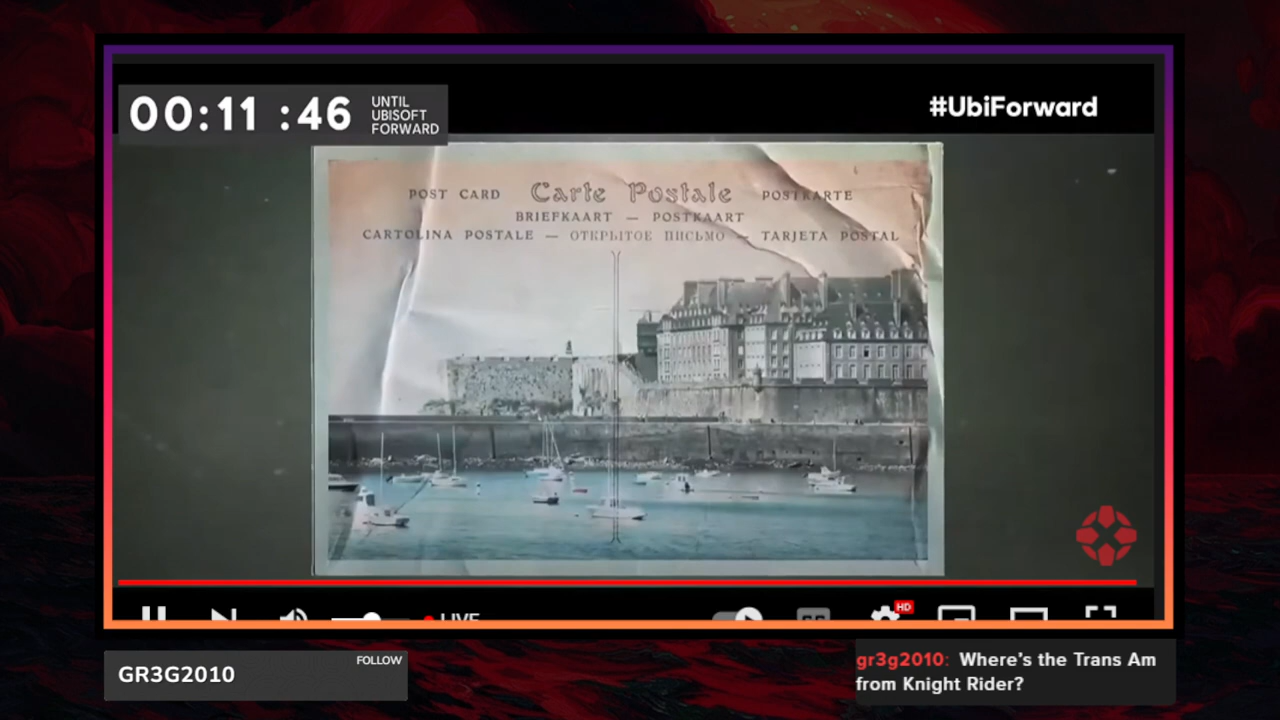 00:11 :46
UNTIL
UBISOFT
FORWARD
#UbiForward
POST CARD Carte Postale POSTKARTE
BRIEFKAART — POSTKAART
CARTOLINA POSTALE — ОТКРЫТОЕ ПИСЬМО — TARJETA POSTAL
LIVE
CC
HD
GR3G2010
FOLLOW
gr3g2010: Where's the Trans Am
from Knight Rider?